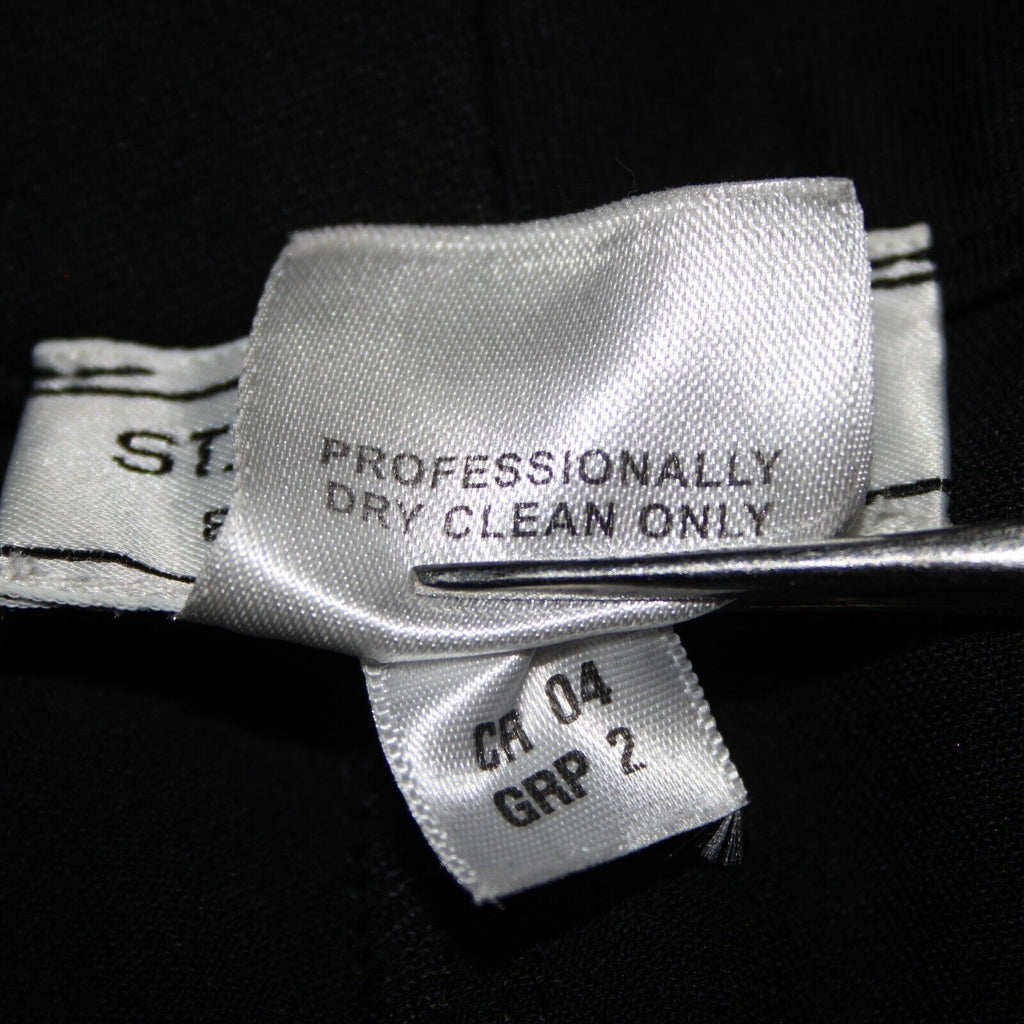 PROFESSIONALLY
DRY CLEAN ONLY
CR 04
GRP 2